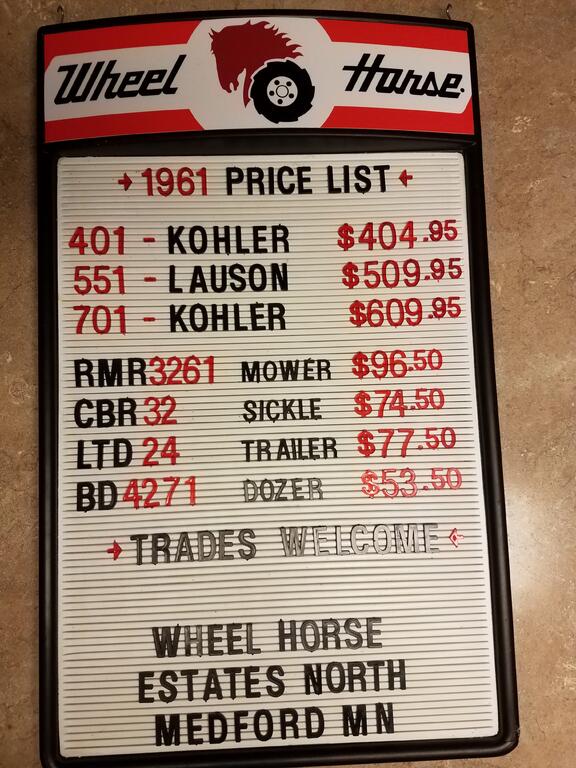 Wheel Horse
→1961 PRICE LIST←
401 - KOHLER $404.95
551 - LAUSON $509.95
701 - KOHLER $609.95
RMR3261 MOWER $96.50
CBR32 SICKLE $74.50
LTD 24 TRAILER $77.50
BD4271 DOZER $53.50
→TRADES WELCOME←
WHEEL HORSE
ESTATES NORTH
MEDFORD MN